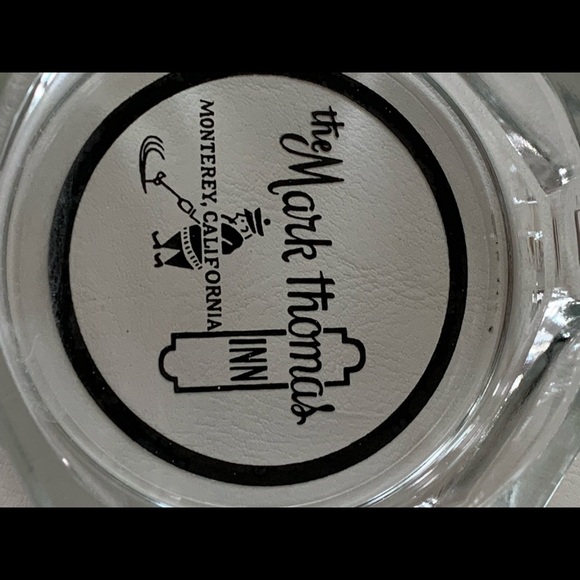 the Mark Thomas
INN
MONTEREY, CALIFORNIA